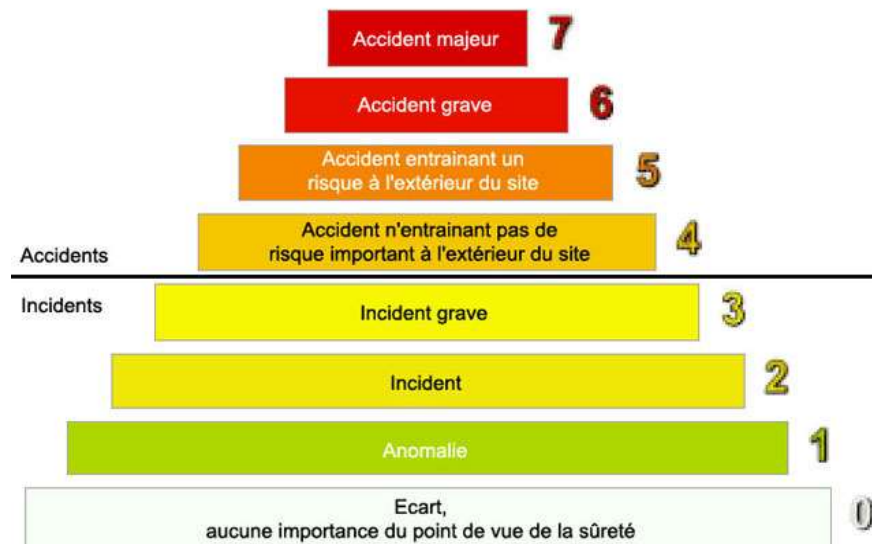 Accident majeur 7
Accident grave 6
Accident entrainant un
risque à l'extérieur du site 5
Accident n'entrainant pas de
risque important à l'extérieur du site 4
Accidents
Incidents
Incident grave 3
Incident 2
Anomalie 1
Ecart,
aucune importance du point de vue de la sûreté 0